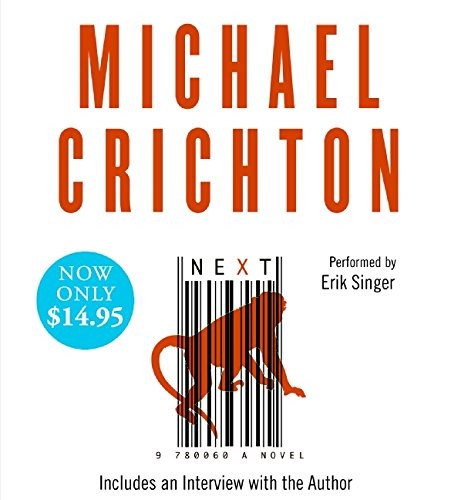 MICHAEL
CRICHTON
NOW
ONLY
$14.95
NEXT
Performed by
Erik Singer
9 780060 A NOVEL
Includes an Interview with the Author